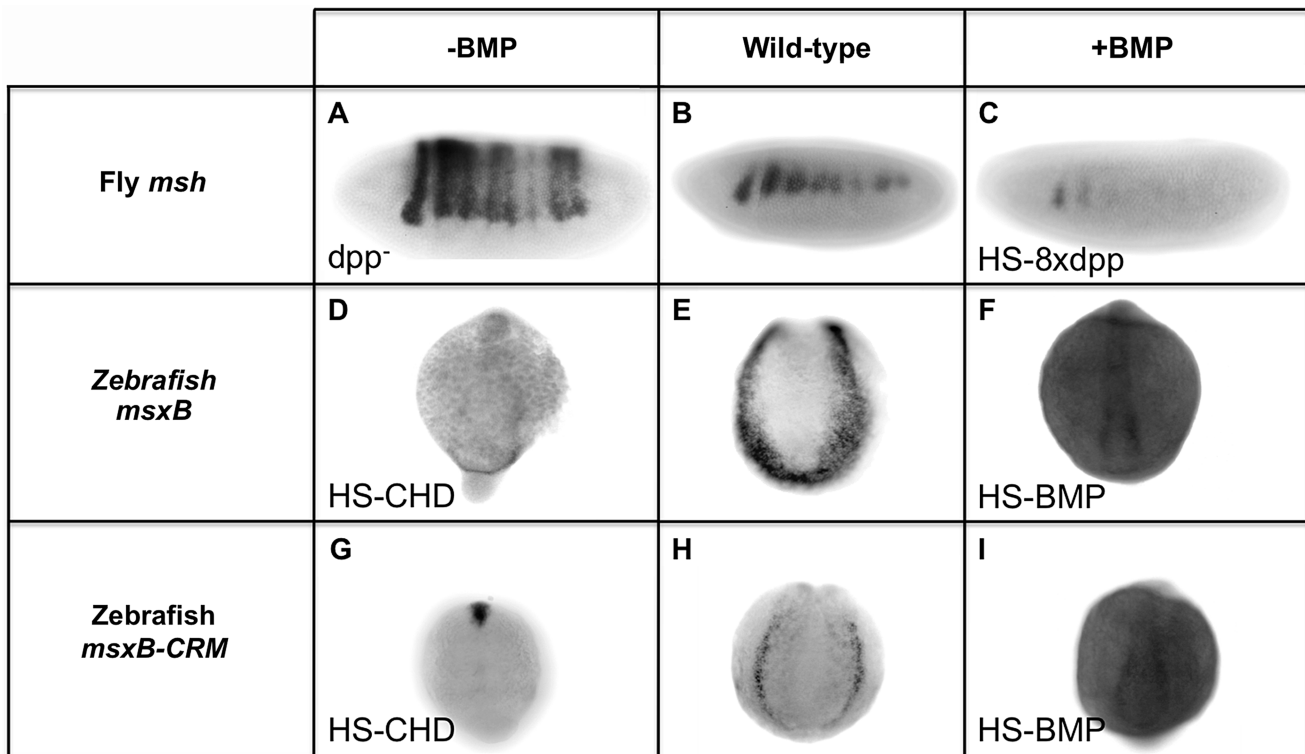 -BMP
Wild-type
+BMP
Fly msh
A
dpp-
B
C
HS-8xdpp
Zebrafish
msxB
D
HS-CHD
E
F
HS-BMP
Zebrafish
msxB-CRM
G
HS-CHD
H
I
HS-BMP